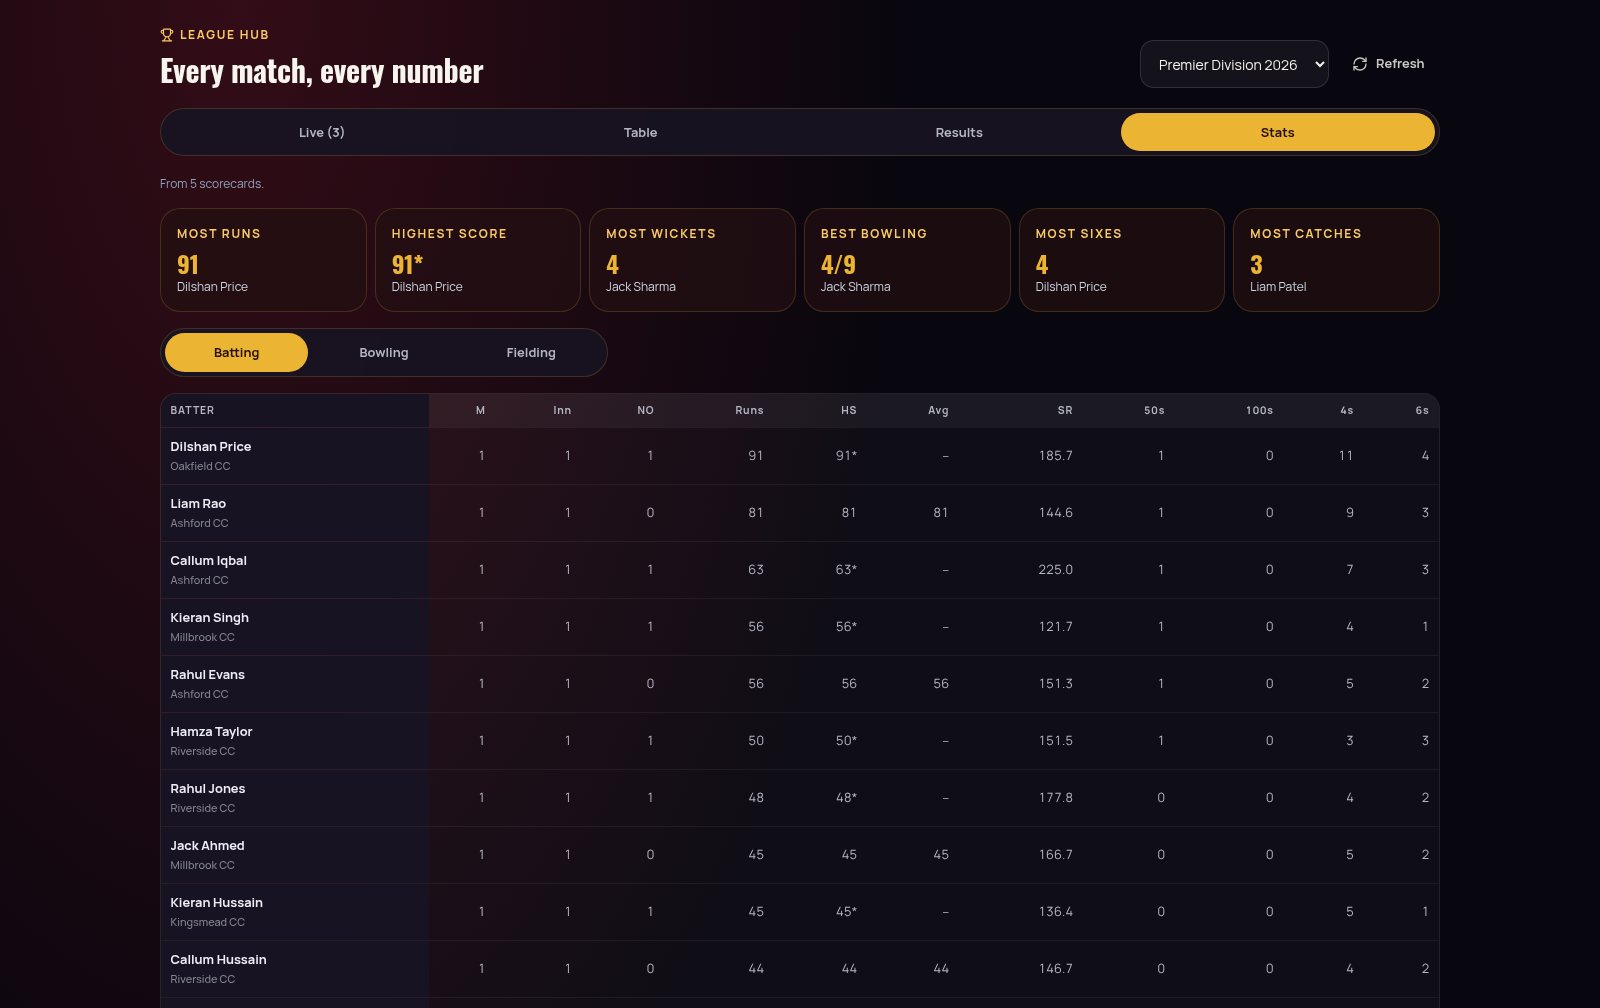 LEAGUE HUB
Every match, every number
Premier Division 2026
Refresh
Live (3) Table Results Stats
From 5 scorecards.
MOST RUNS
91
Dilshan Price
HIGHEST SCORE
91*
Dilshan Price
MOST WICKETS
4
Jack Sharma
BEST BOWLING
4/9
Jack Sharma
MOST SIXES
4
Dilshan Price
MOST CATCHES
3
Liam Patel
Batting Bowling Fielding
BATTER M Inn NO Runs HS Avg SR 50s 100s 4s 6s
Dilshan Price 1 1 1 91 91* – 185.7 1 0 11 4
Oakfield CC
Liam Rao 1 1 0 81 81 81 144.6 1 0 9 3
Ashford CC
Callum Iqbal 1 1 1 63 63* – 225.0 1 0 7 3
Ashford CC
Kieran Singh 1 1 1 56 56* – 121.7 1 0 4 1
Millbrook CC
Rahul Evans 1 1 0 56 56 56 151.3 1 0 5 2
Ashford CC
Hamza Taylor 1 1 1 50 50* – 151.5 1 0 3 3
Riverside CC
Rahul Jones 1 1 1 48 48* – 177.8 0 0 4 2
Riverside CC
Jack Ahmed 1 1 0 45 45 45 166.7 0 0 5 2
Millbrook CC
Kieran Hussain 1 1 1 45 45* – 136.4 0 0 5 1
Kingsmead CC
Callum Hussain 1 1 0 44 44 44 146.7 0 0 4 2
Riverside CC